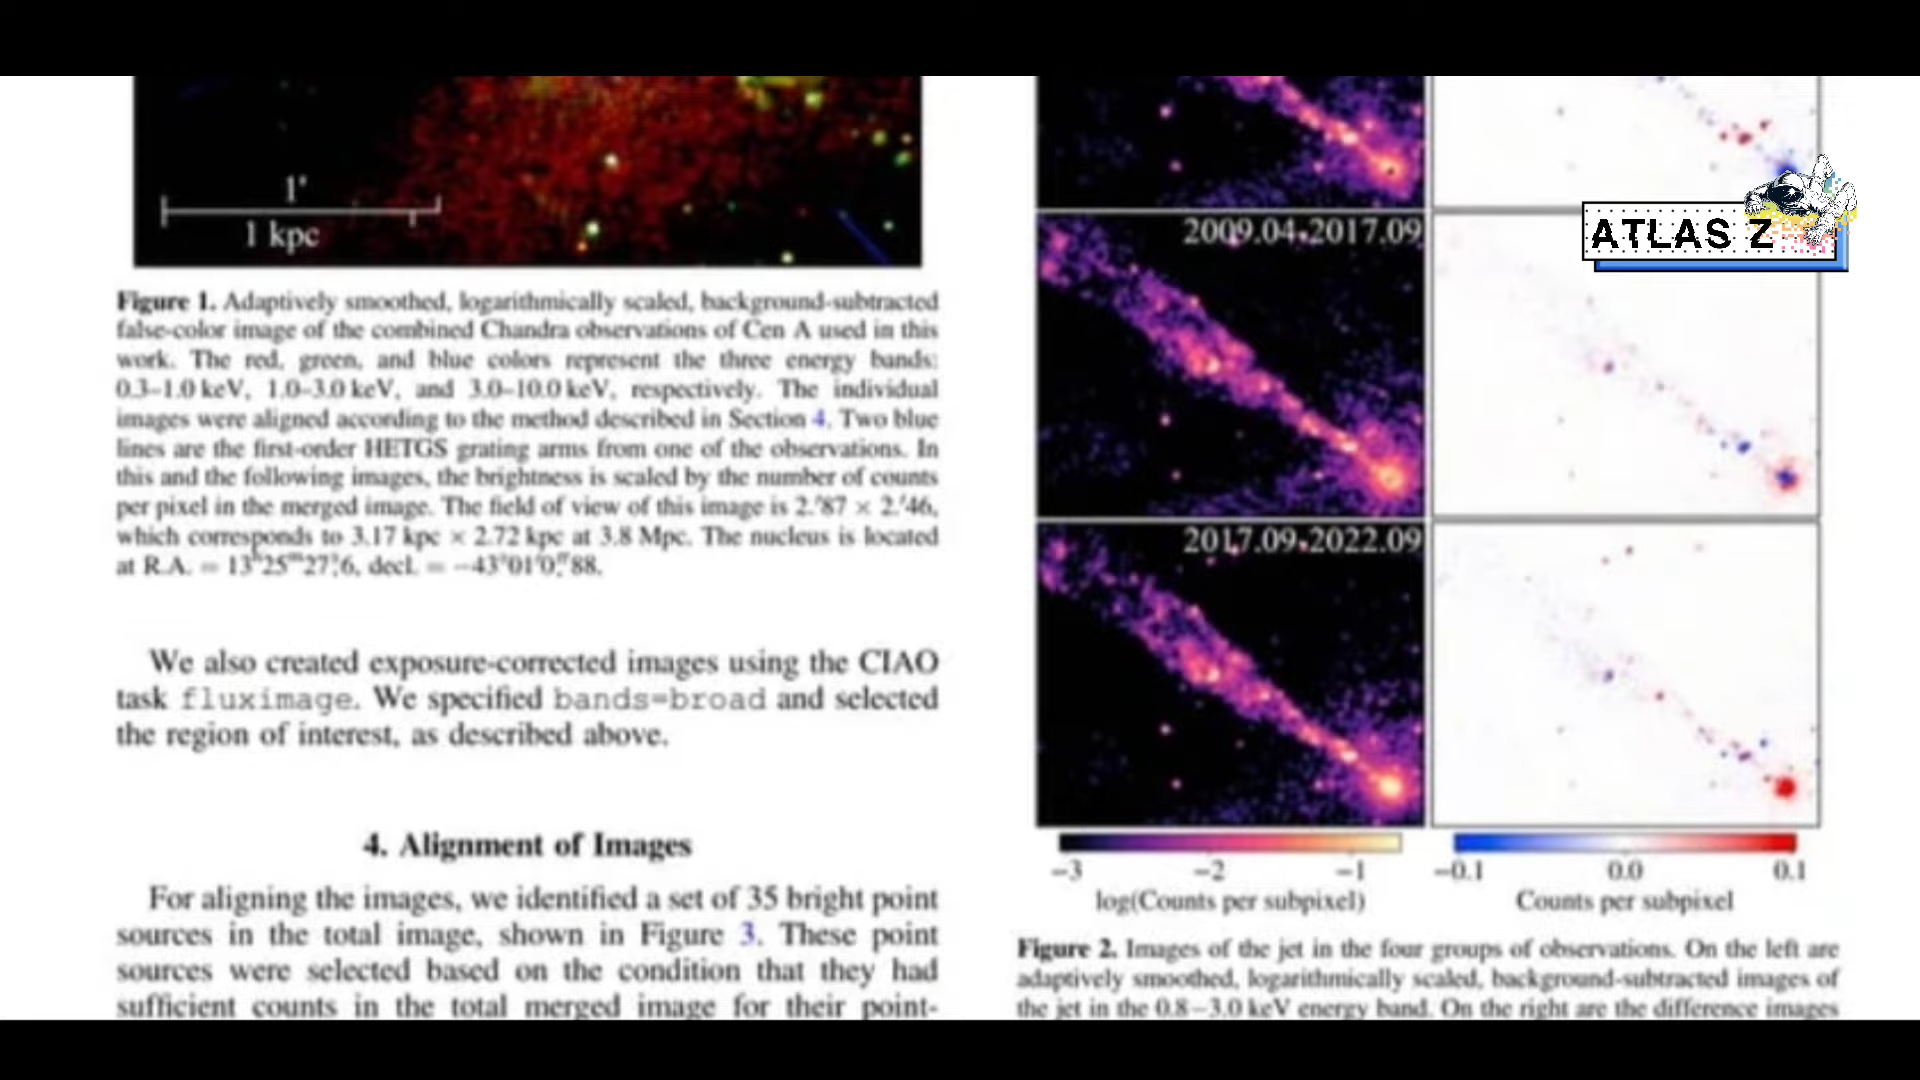 1'
1 kpc
Figure 1. Adaptively smoothed, logarithmically scaled, background-subtracted
false-color image of the combined Chandra observations of Cen A used in this
work. The red, green, and blue colors represent the three energy bands:
0.3–1.0 keV, 1.0–3.0 keV, and 3.0–10.0 keV, respectively. The individual
images were aligned according to the method described in Section 4. Two blue
lines are the first-order HETGS grating arms from one of the observations. In
this and the following images, the brightness is scaled by the number of counts
per pixel in the merged image. The field of view of this image is 2.′87 × 2.′46,
which corresponds to 3.17 kpc × 2.72 kpc at 3.8 Mpc. The nucleus is located
at R.A. = 13ʰ25ᵐ27ˢ.6, decl. = −43°01′0.″88.
We also created exposure-corrected images using the CIAO
task fluximage. We specified bands=broad and selected
the region of interest, as described above.
4. Alignment of Images
For aligning the images, we identified a set of 35 bright point
sources in the total image, shown in Figure 3. These point
sources were selected based on the condition that they had
sufficient counts in the total merged image for their point-
ATLAS Z
2009.04-2017.09
2017.09-2022.09
−3 −2 −1
log(Counts per subpixel)
−0.1 0.0 0.1
Counts per subpixel
Figure 2. Images of the jet in the four groups of observations. On the left are
adaptively smoothed, logarithmically scaled, background-subtracted images of
the jet in the 0.8−3.0 keV energy band. On the right are the difference images